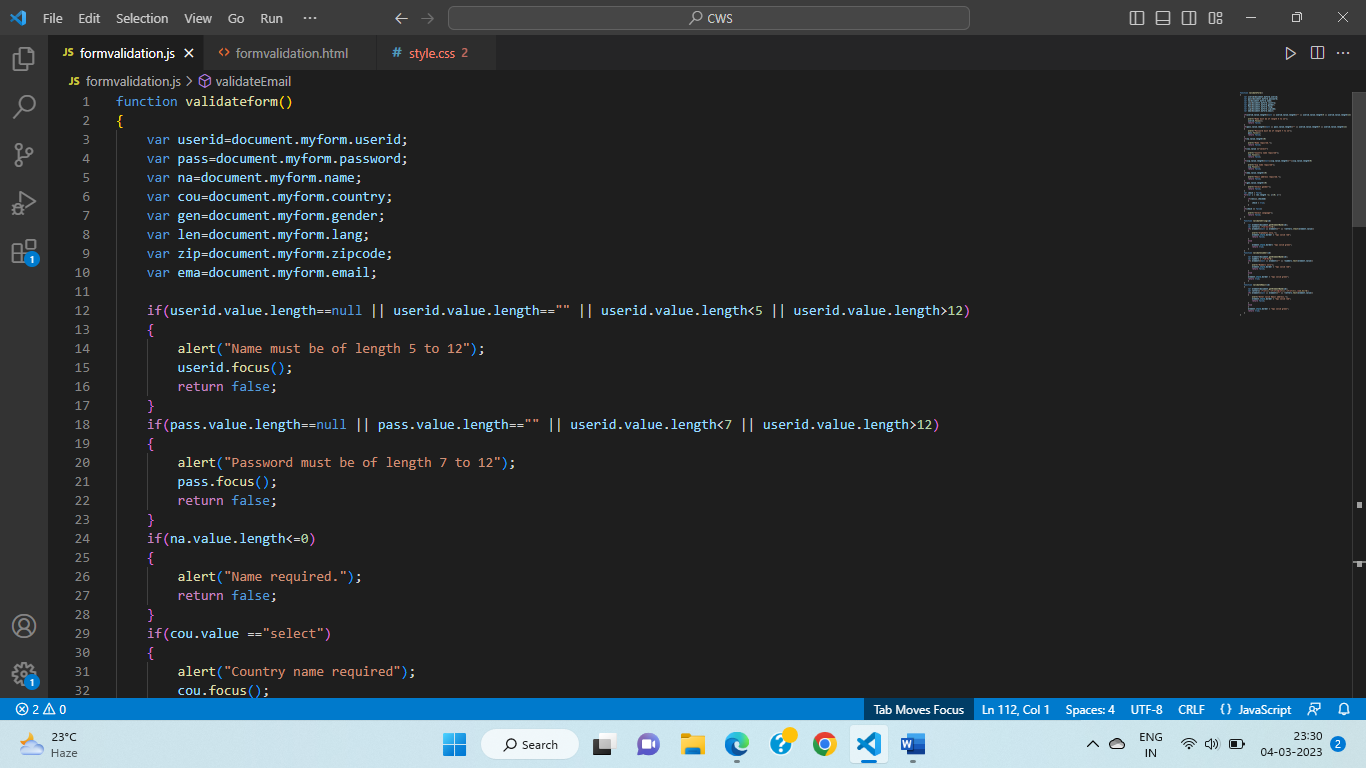 File Edit Selection View Go Run ··· CWS
JS formvalidation.js formvalidation.html # style.css 2
JS formvalidation.js > validateEmail
1 function validateform()
2 {
3 var userid=document.myform.userid;
4 var pass=document.myform.password;
5 var na=document.myform.name;
6 var cou=document.myform.country;
7 var gen=document.myform.gender;
8 var len=document.myform.lang;
9 var zip=document.myform.zipcode;
10 var ema=document.myform.email;
11
12 if(userid.value.length==null || userid.value.length=="" || userid.value.length<5 || userid.value.length>12)
13 {
14 alert("Name must be of length 5 to 12");
15 userid.focus();
16 return false;
17 }
18 if(pass.value.length==null || pass.value.length=="" || userid.value.length<7 || userid.value.length>12)
19 {
20 alert("Password must be of length 7 to 12");
21 pass.focus();
22 return false;
23 }
24 if(na.value.length<=0)
25 {
26 alert("Name required.");
27 return false;
28 }
29 if(cou.value =="select")
30 {
31 alert("Country name required");
32 cou.focus();
1
1
2 0 Tab Moves Focus Ln 112, Col 1 Spaces: 4 UTF-8 CRLF {} JavaScript
23°C
Haze
Search
ENG
IN
23:30
04-03-2023
2